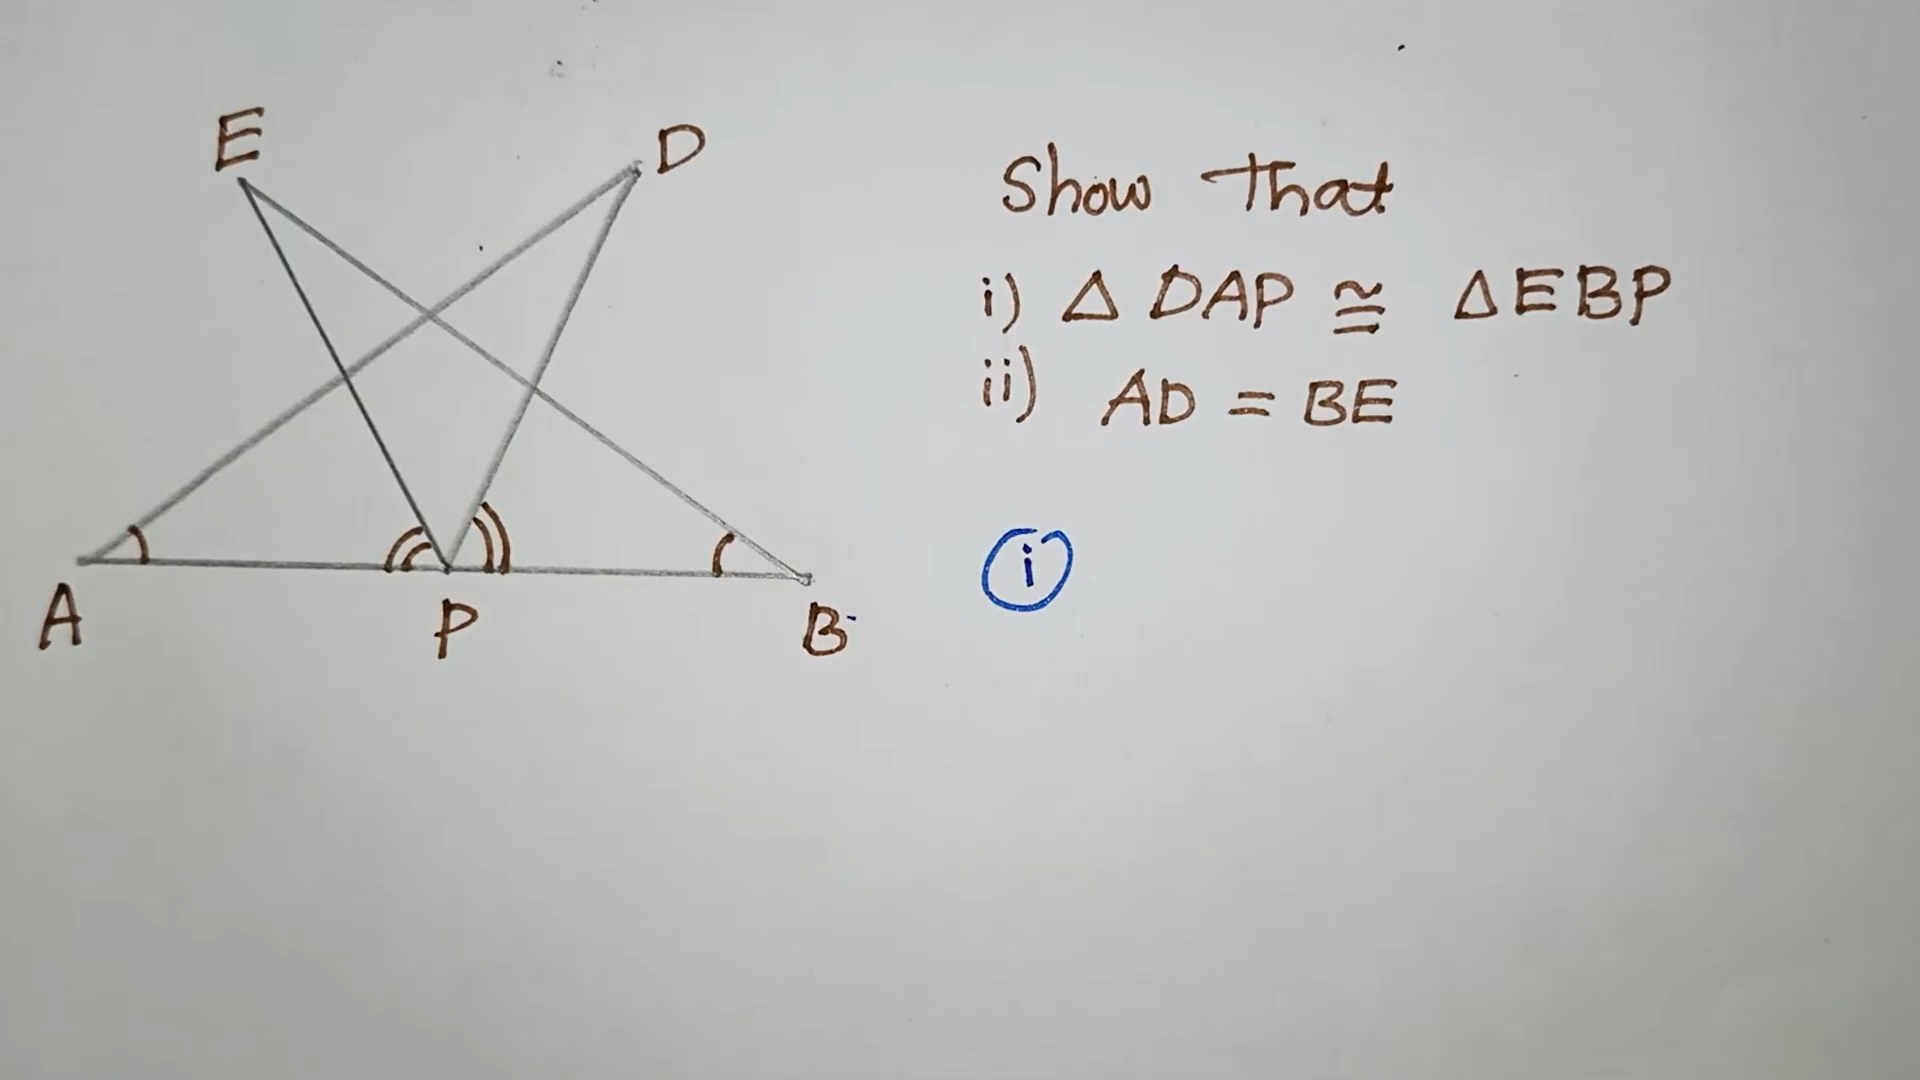 E
D
A
P
B
Show That
i) Δ DAP ≅ ΔEBP
ii) AD = BE
i